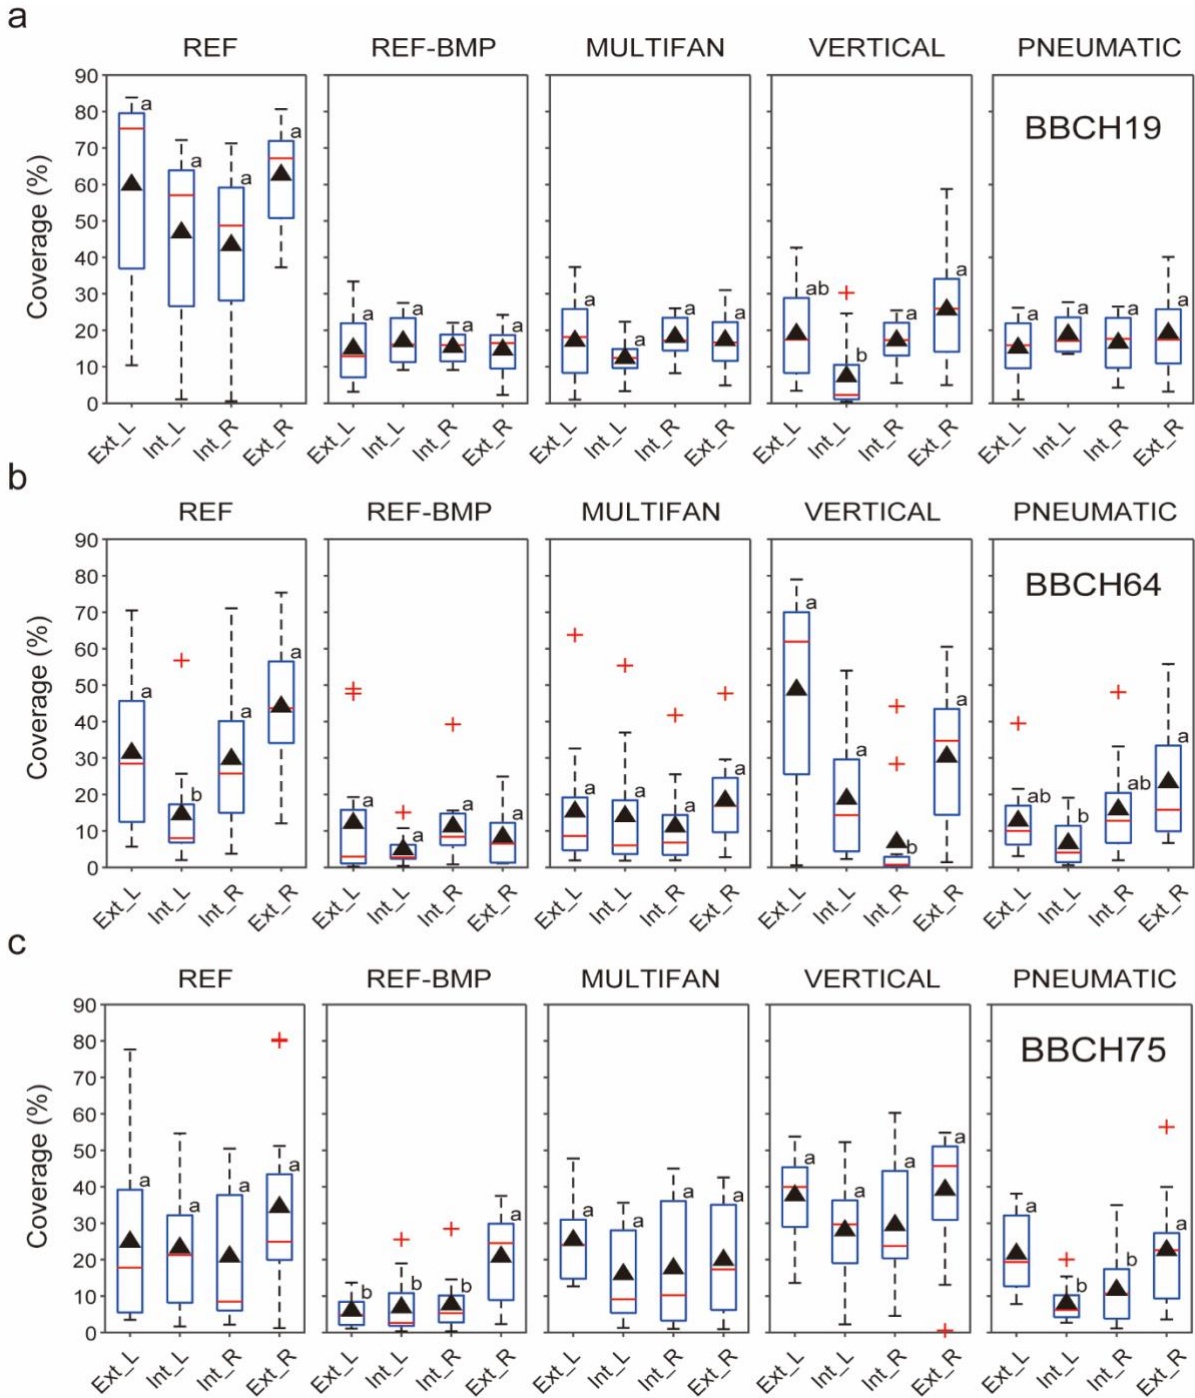 a
REF REF-BMP MULTIFAN VERTICAL PNEUMATIC
BBCH19
Coverage (%)
90
80
70
60
50
40
30
20
10
0
a a a a
a a a a
a a a a
ab b a a
a a a a
Ext_L Int_L Int_R Ext_R Ext_L Int_L Int_R Ext_R Ext_L Int_L Int_R Ext_R Ext_L Int_L Int_R Ext_R Ext_L Int_L Int_R Ext_R
b
REF REF-BMP MULTIFAN VERTICAL PNEUMATIC
BBCH64
Coverage (%)
90
80
70
60
50
40
30
20
10
0
a b a a
a a a a
a a a a
a a b a
ab b ab a
Ext_L Int_L Int_R Ext_R Ext_L Int_L Int_R Ext_R Ext_L Int_L Int_R Ext_R Ext_L Int_L Int_R Ext_R Ext_L Int_L Int_R Ext_R
c
REF REF-BMP MULTIFAN VERTICAL PNEUMATIC
BBCH75
Coverage (%)
90
80
70
60
50
40
30
20
10
0
a a a a
b b b a
a a a a
a a a a
a b b a
Ext_L Int_L Int_R Ext_R Ext_L Int_L Int_R Ext_R Ext_L Int_L Int_R Ext_R Ext_L Int_L Int_R Ext_R Ext_L Int_L Int_R Ext_R